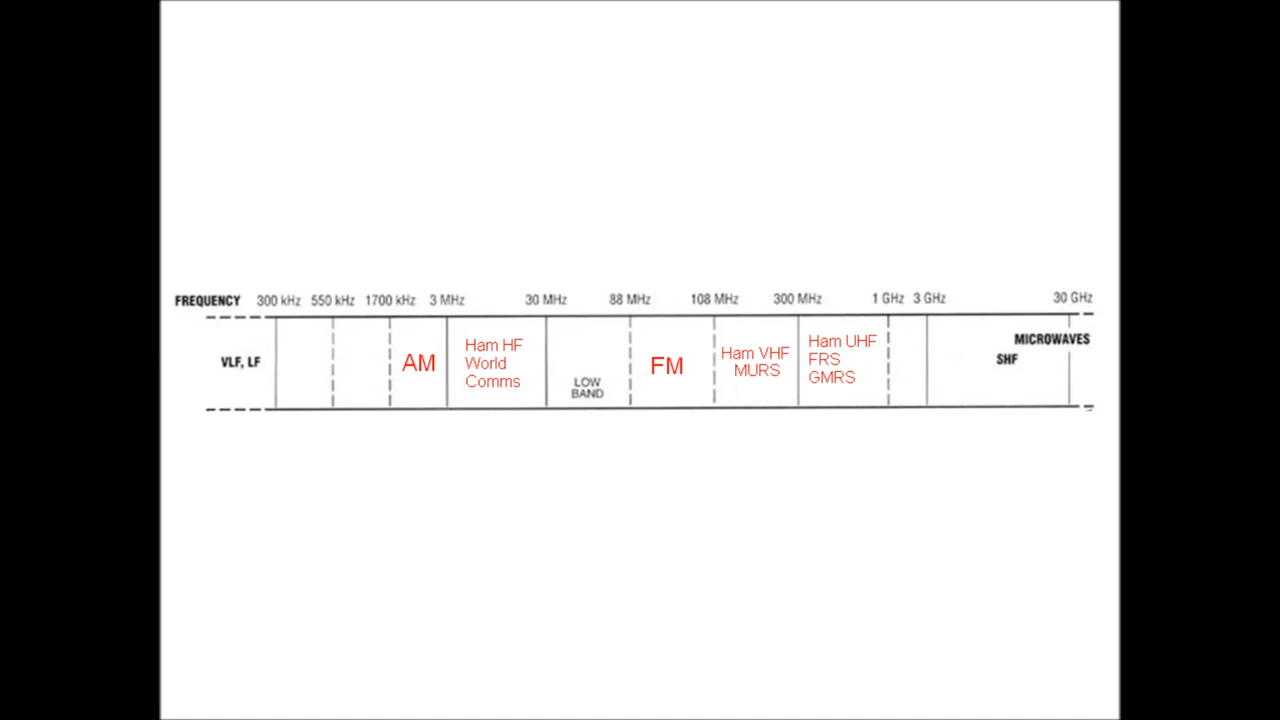 FREQUENCY 300 kHz 550 kHz 1700 kHz 3 MHz 30 MHz 88 MHz 108 MHz 300 MHz 1 GHz 3 GHz 30 GHz
VLF, LF
AM
Ham HF
World
Comms
LOW
BAND
FM
Ham VHF
MURS
Ham UHF
FRS
GMRS
MICROWAVES
SHF